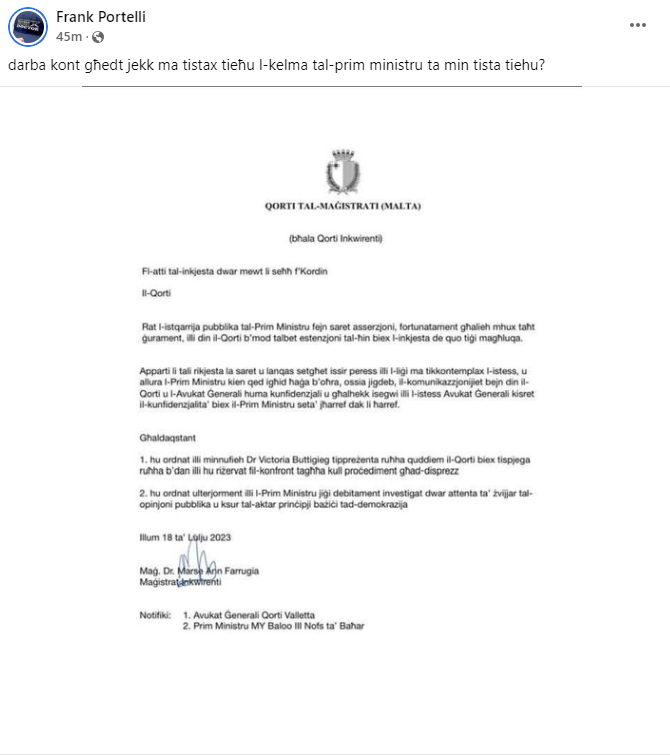 Frank Portelli
45m ·
darba kont għedt jekk ma tistax tieħu l-kelma tal-prim ministru ta min tista tiehu?
QORTI TAL-MAĠISTRATI (MALTA)
(bħala Qorti Inkwirenti)
Fl-atti tal-inkjesta dwar mewt li seħħ f'Kordin
Il-Qorti
Rat l-istqarrija pubblika tal-Prim Ministru fejn saret asserzjoni, fortunatament għalieh mhux taħt
ġurament, illi din il-Qorti b'mod talbet estenzjoni tal-ħin biex l-inkjesta de quo tiġi magħluqa.
Apparti li tali rikjesta la saret u lanqas setgħet issir peress illi l-liġi ma tikkontemplax l-istess, u
allura l-Prim Ministru kien qed igħid ħaġa b'oħra, ossia jigdeb, il-komunikazzjonijiet bejn din il-
Qorti u l-Avukat Ġenerali huma kunfidenzjali u għalhekk isegwi illi l-istess Avukat Ġenerali kisret
il-kunfidenzjalita' biex il-Prim Ministru seta' jħarref dak li ħarref.
Għaldaqstant
1. hu ordnat illi minnufieh Dr Victoria Buttigieg tippreżenta ruħha quddiem il-Qorti biex tispjega
ruħha b'dan illi hu riżervat fil-konfront tagħha kull proċediment għad-disprezz
2. hu ordnat ulterjorment illi l-Prim Ministru jiġi debitament investigat dwar attenta ta' żvijjar tal-
opinjoni pubblika u ksur tal-aktar prinċipji bażiċi tad-demokrazija
Illum 18 ta' Lulju 2023
Maġ. Dr. Marse Ann Farrugia
Maġistrat Inkwirenti
Notifiki: 1. Avukat Ġenerali Qorti Valletta
2. Prim Ministru MY Baloo III Nofs ta' Baħar